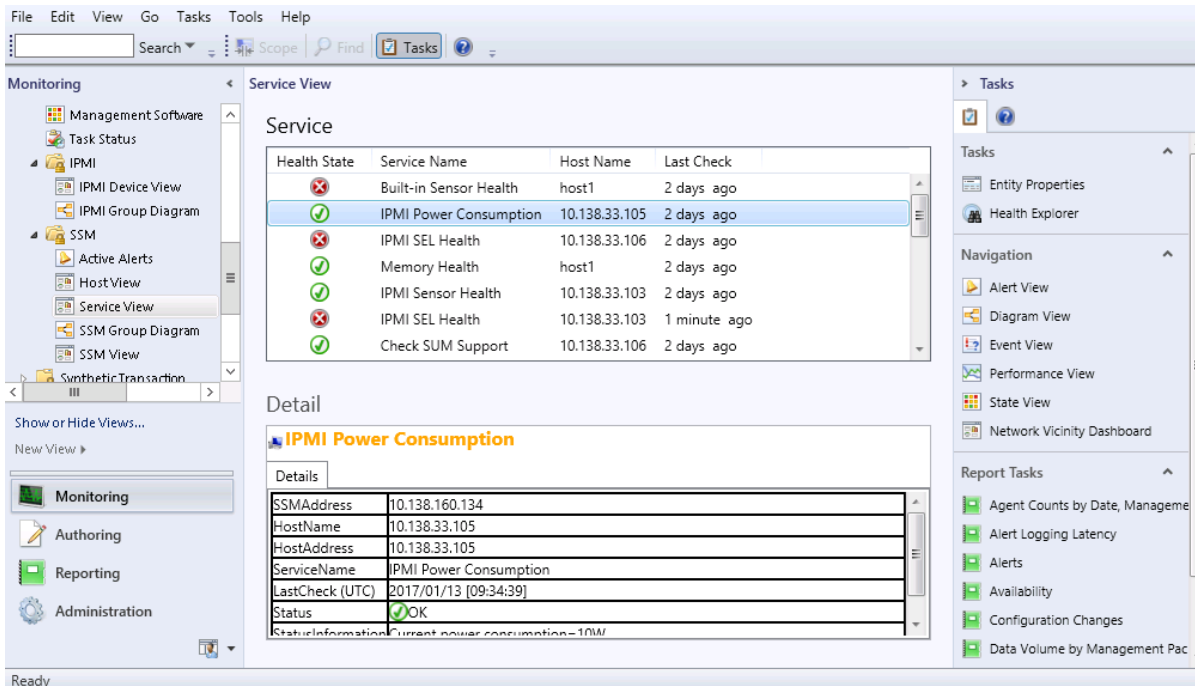 File Edit View Go Tasks Tools Help
Search Scope Find Tasks
Monitoring
Management Software
Task Status
IPMI
IPMI Device View
IPMI Group Diagram
SSM
Active Alerts
Host View
Service View
SSM Group Diagram
SSM View
Synthetic Transaction
Show or Hide Views...
New View
Monitoring
Authoring
Reporting
Administration
Service View
Service
Health State Service Name Host Name Last Check
Built-in Sensor Health host1 2 days ago
IPMI Power Consumption 10.138.33.105 2 days ago
IPMI SEL Health 10.138.33.106 2 days ago
Memory Health host1 2 days ago
IPMI Sensor Health 10.138.33.103 2 days ago
IPMI SEL Health 10.138.33.103 1 minute ago
Check SUM Support 10.138.33.106 2 days ago
Detail
IPMI Power Consumption
Details
SSMAddress 10.138.160.134
HostName 10.138.33.105
HostAddress 10.138.33.105
ServiceName IPMI Power Consumption
LastCheck (UTC) 2017/01/13 [09:34:39]
Status OK
StatusInformation Current power consumption=10W
Tasks
Tasks
Entity Properties
Health Explorer
Navigation
Alert View
Diagram View
Event View
Performance View
State View
Network Vicinity Dashboard
Report Tasks
Agent Counts by Date, Manageme
Alert Logging Latency
Alerts
Availability
Configuration Changes
Data Volume by Management Pac
Ready